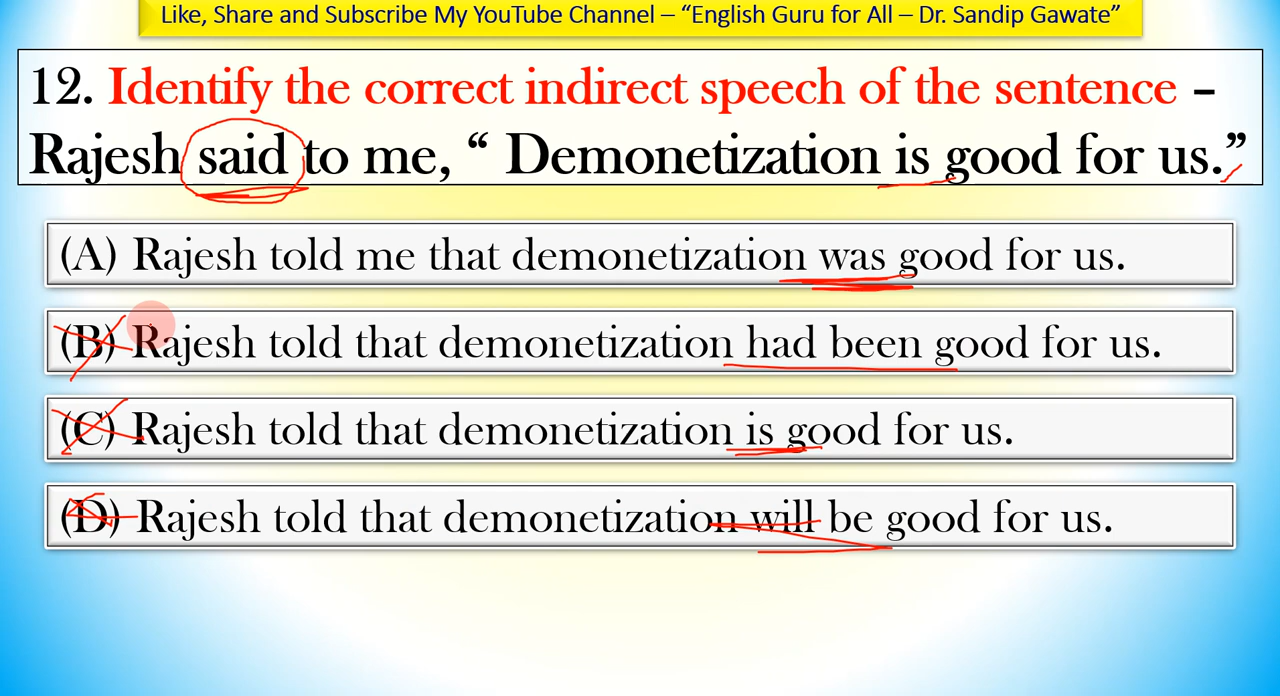 Like, Share and Subscribe My YouTube Channel – “English Guru for All – Dr. Sandip Gawate”
12. Identify the correct indirect speech of the sentence –
Rajesh said to me, “ Demonetization is good for us.”
(A) Rajesh told me that demonetization was good for us.
(B) Rajesh told that demonetization had been good for us.
(C) Rajesh told that demonetization is good for us.
(D) Rajesh told that demonetization will be good for us.